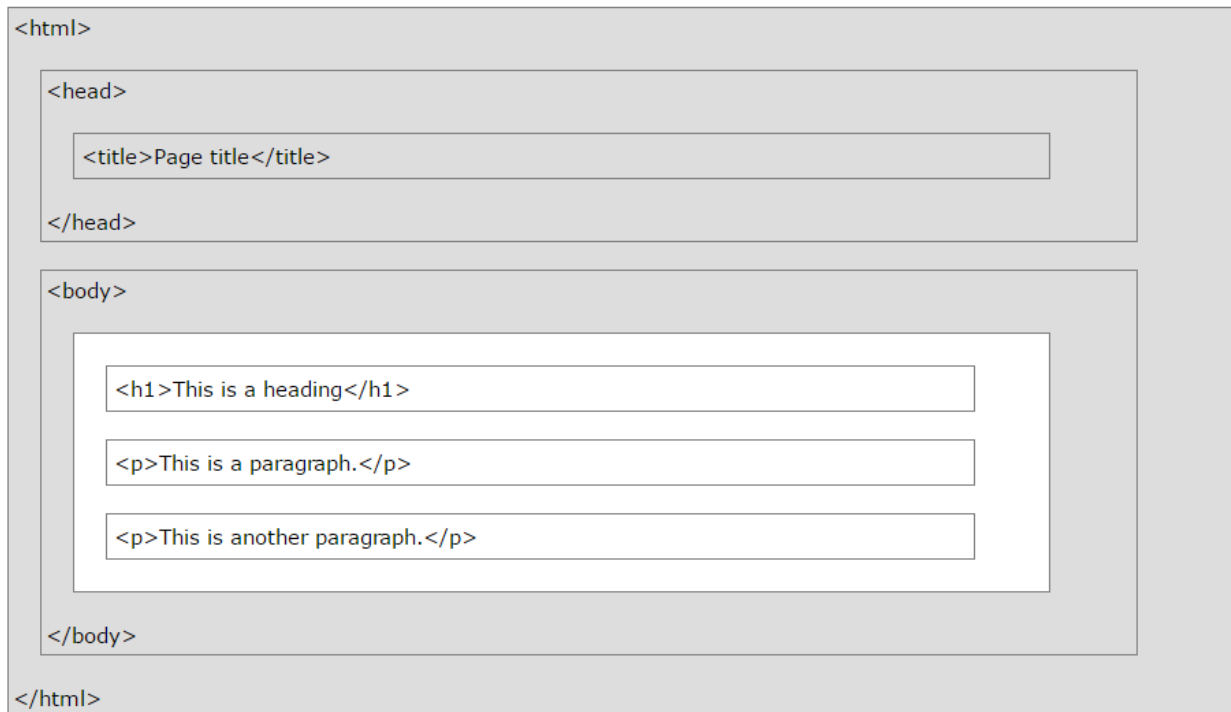 <html>
<head>
<title>Page title</title>
</head>
<body>
<h1>This is a heading</h1>
<p>This is a paragraph.</p>
<p>This is another paragraph.</p>
</body>
</html>